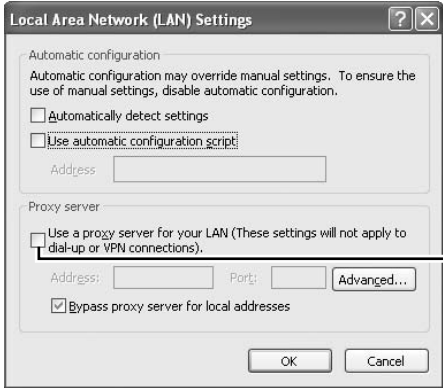 Local Area Network (LAN) Settings
Automatic configuration
Automatic configuration may override manual settings. To ensure the
use of manual settings, disable automatic configuration.
Automatically detect settings
Use automatic configuration script
Address
Proxy server
Use a proxy server for your LAN (These settings will not apply to
dial-up or VPN connections).
Address: Port: Advanced...
Bypass proxy server for local addresses
OK Cancel